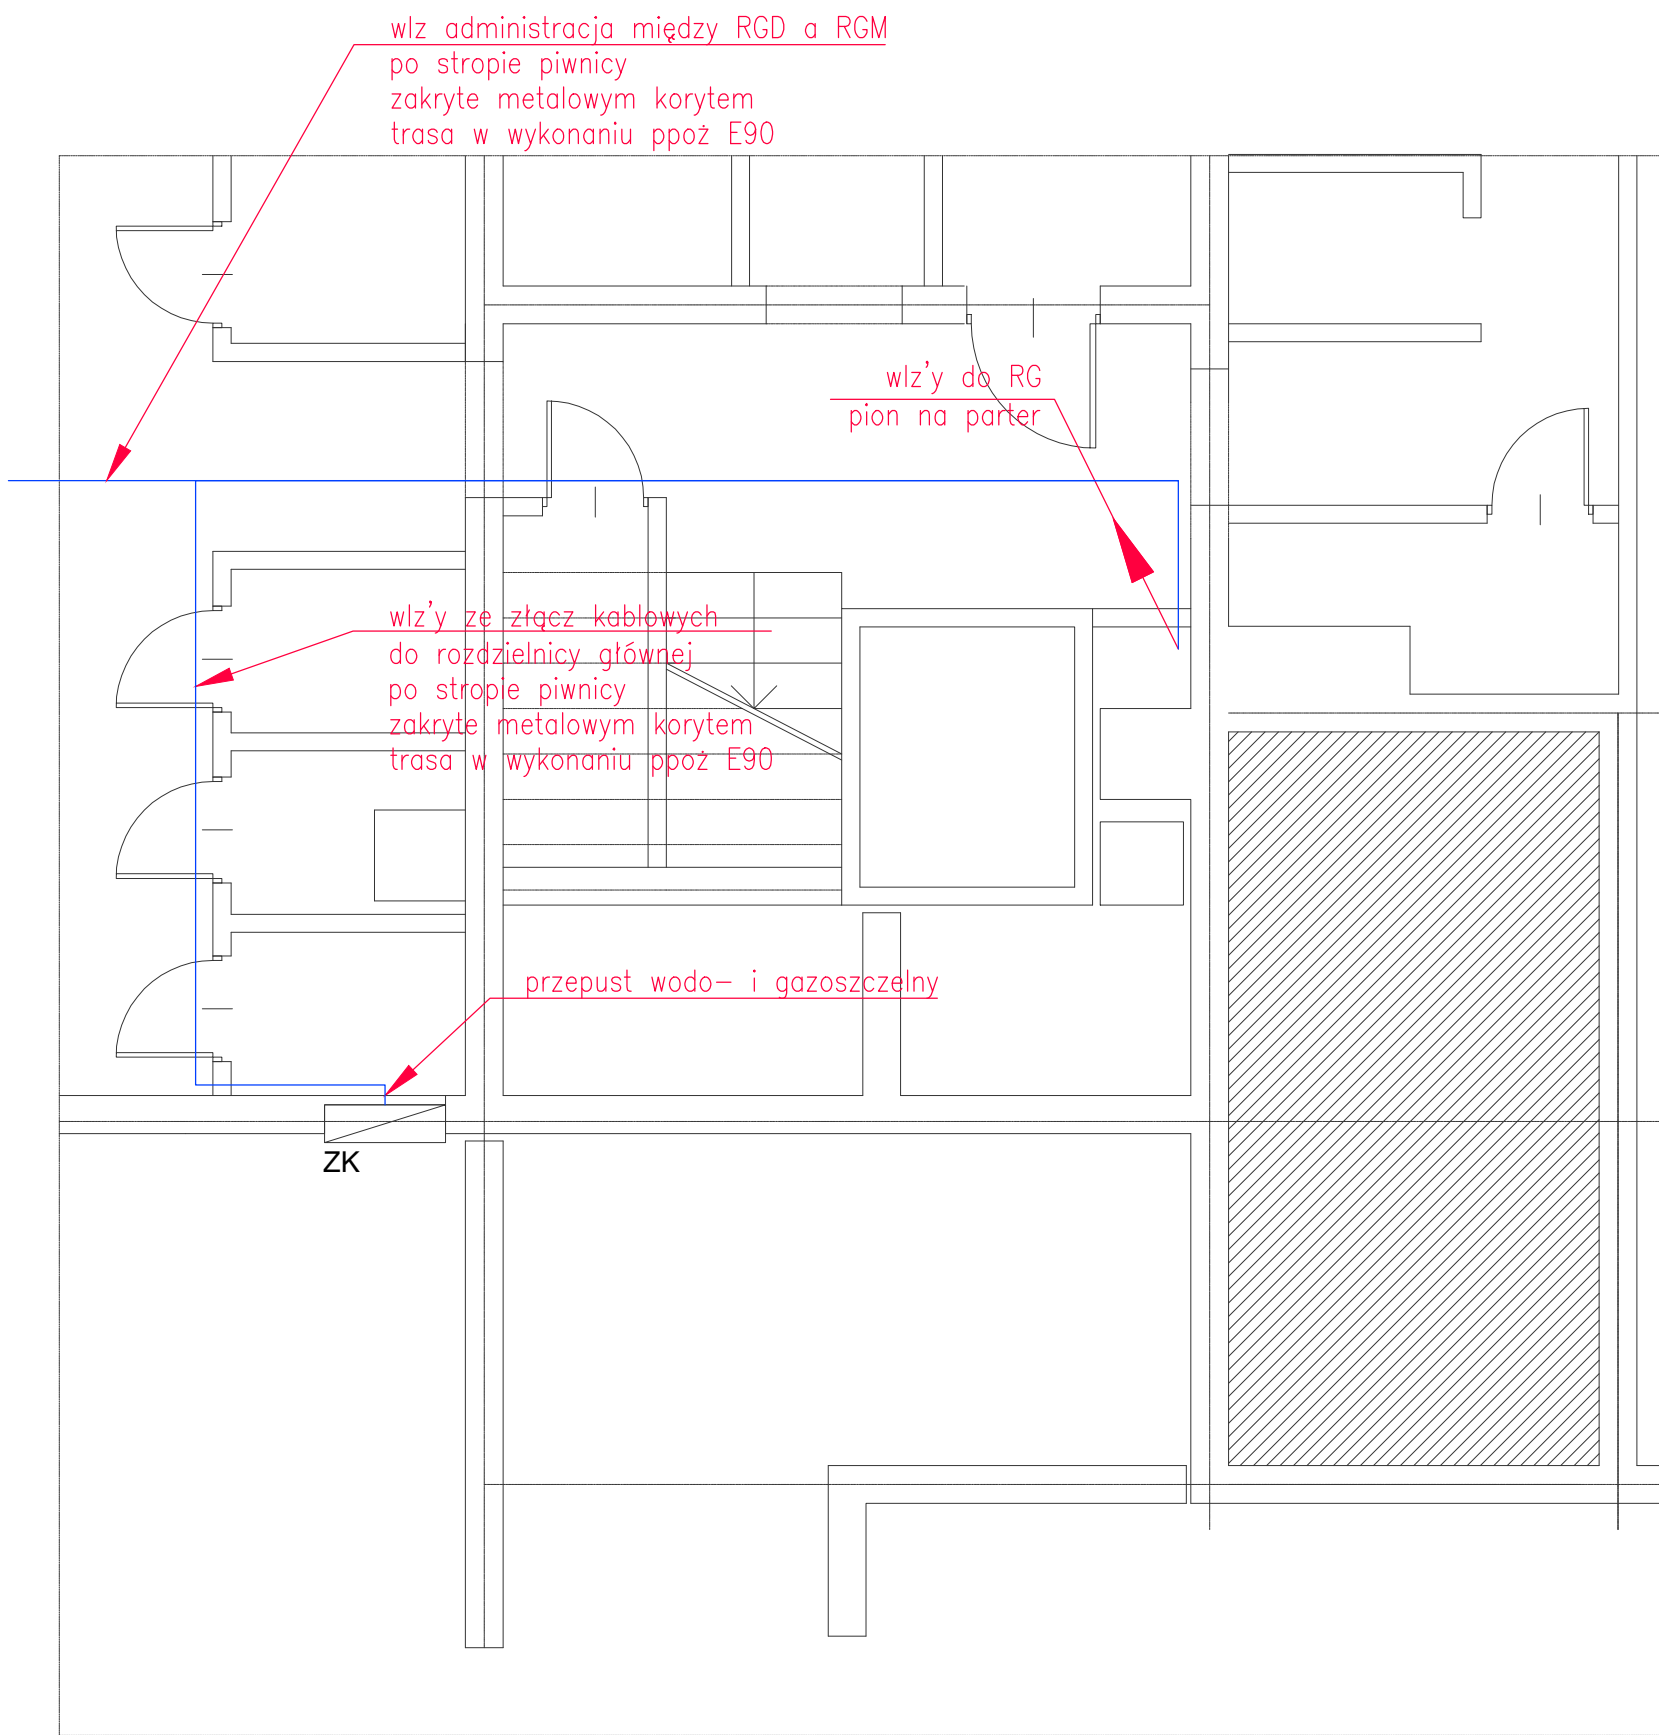 wlz administracja między RGD a RGM
po stropie piwnicy
zakryte metalowym korytem
trasa w wykonaniu ppoż E90
wlz'y do RG
pion na parter
wlz'y ze złącz kablowych
do rozdzielnicy głównej
po stropie piwnicy
zakryte metalowym korytem
trasa w wykonaniu ppoż E90
przepust wodo- i gazoszczelny
ZK